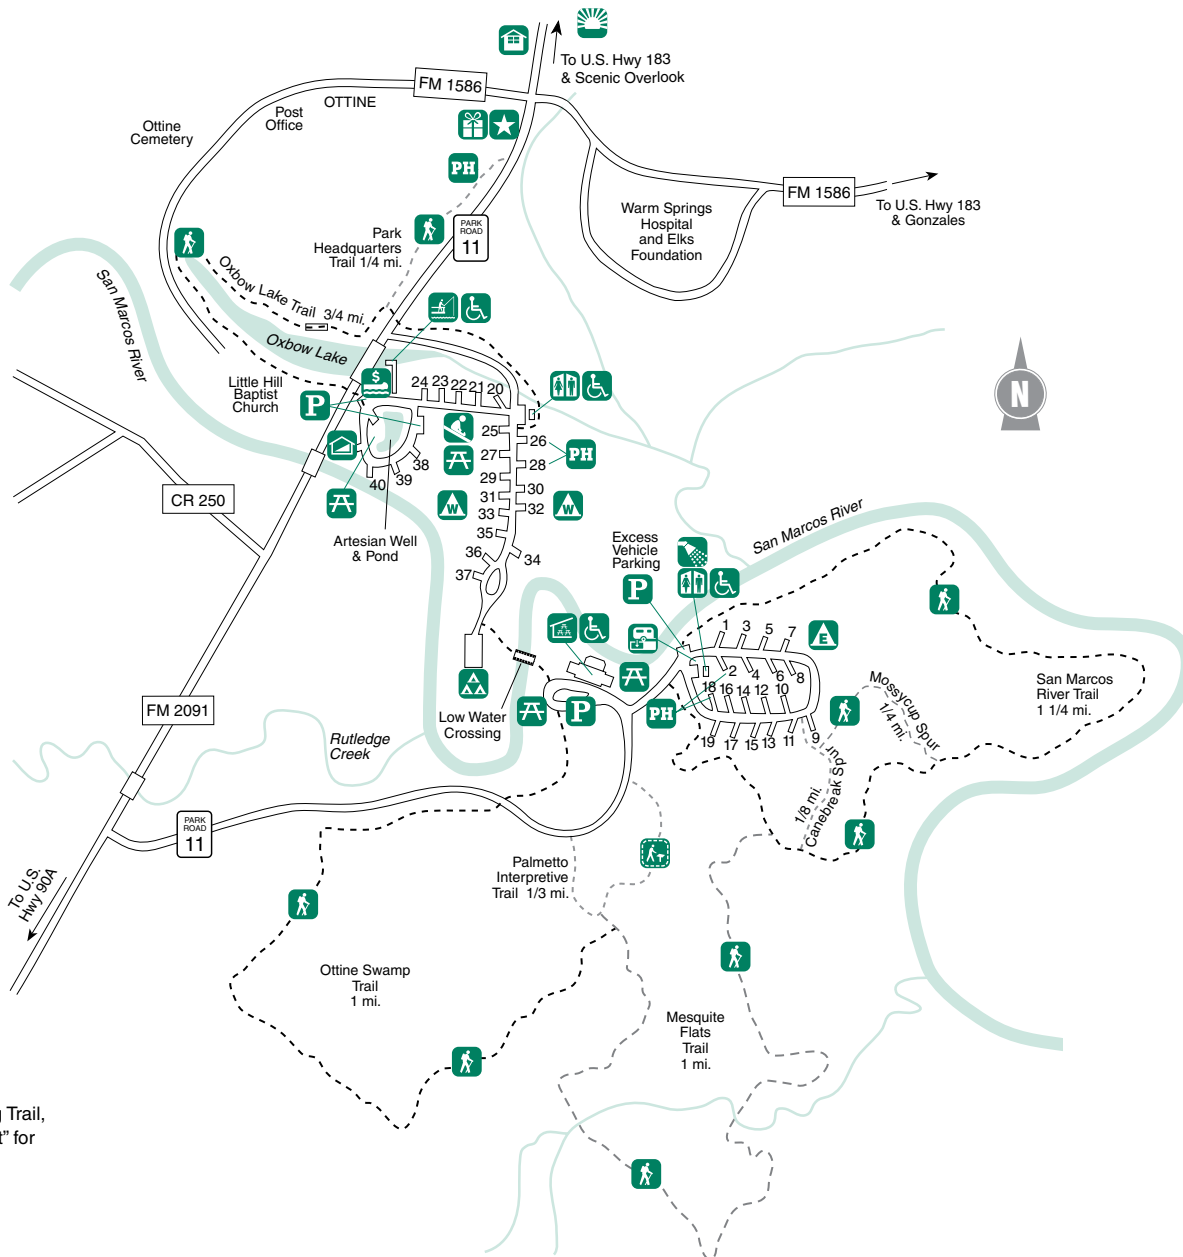 To U.S. Hwy 183
& Scenic Overlook
FM 1586
OTTINE
Post
Office
Ottine
Cemetery
PH
FM 1586
To U.S. Hwy 183
& Gonzales
Warm Springs
Hospital
and Elks
Foundation
PARK
ROAD
11
Park
Headquarters
Trail 1/4 mi.
Oxbow Lake Trail 3/4 mi.
San Marcos River
Oxbow Lake
$
Little Hill
Baptist
Church
P
24 23 22 21 20
25
26
27
28
PH
38
39
40
29
30
31
32
33
W
W
35
34
36
37
N
CR 250
Artesian Well
& Pond
Excess
Vehicle
Parking
P
San Marcos River
1 3 5 7
E
2 4 6 8
18 16 14 12 10
19 17 15 13 11 9
PH
P
Low Water
Crossing
San Marcos
River Trail
1 1/4 mi.
Mossycup Spur
1/4 mi.
1/8 mi.
Canebreak Spur
FM 2091
Rutledge
Creek
PARK
ROAD
11
To U.S.
Hwy 90A
Palmetto
Interpretive
Trail 1/3 mi.
Ottine Swamp
Trail
1 mi.
Mesquite
Flats
Trail
1 mi.
g Trail,
t” for